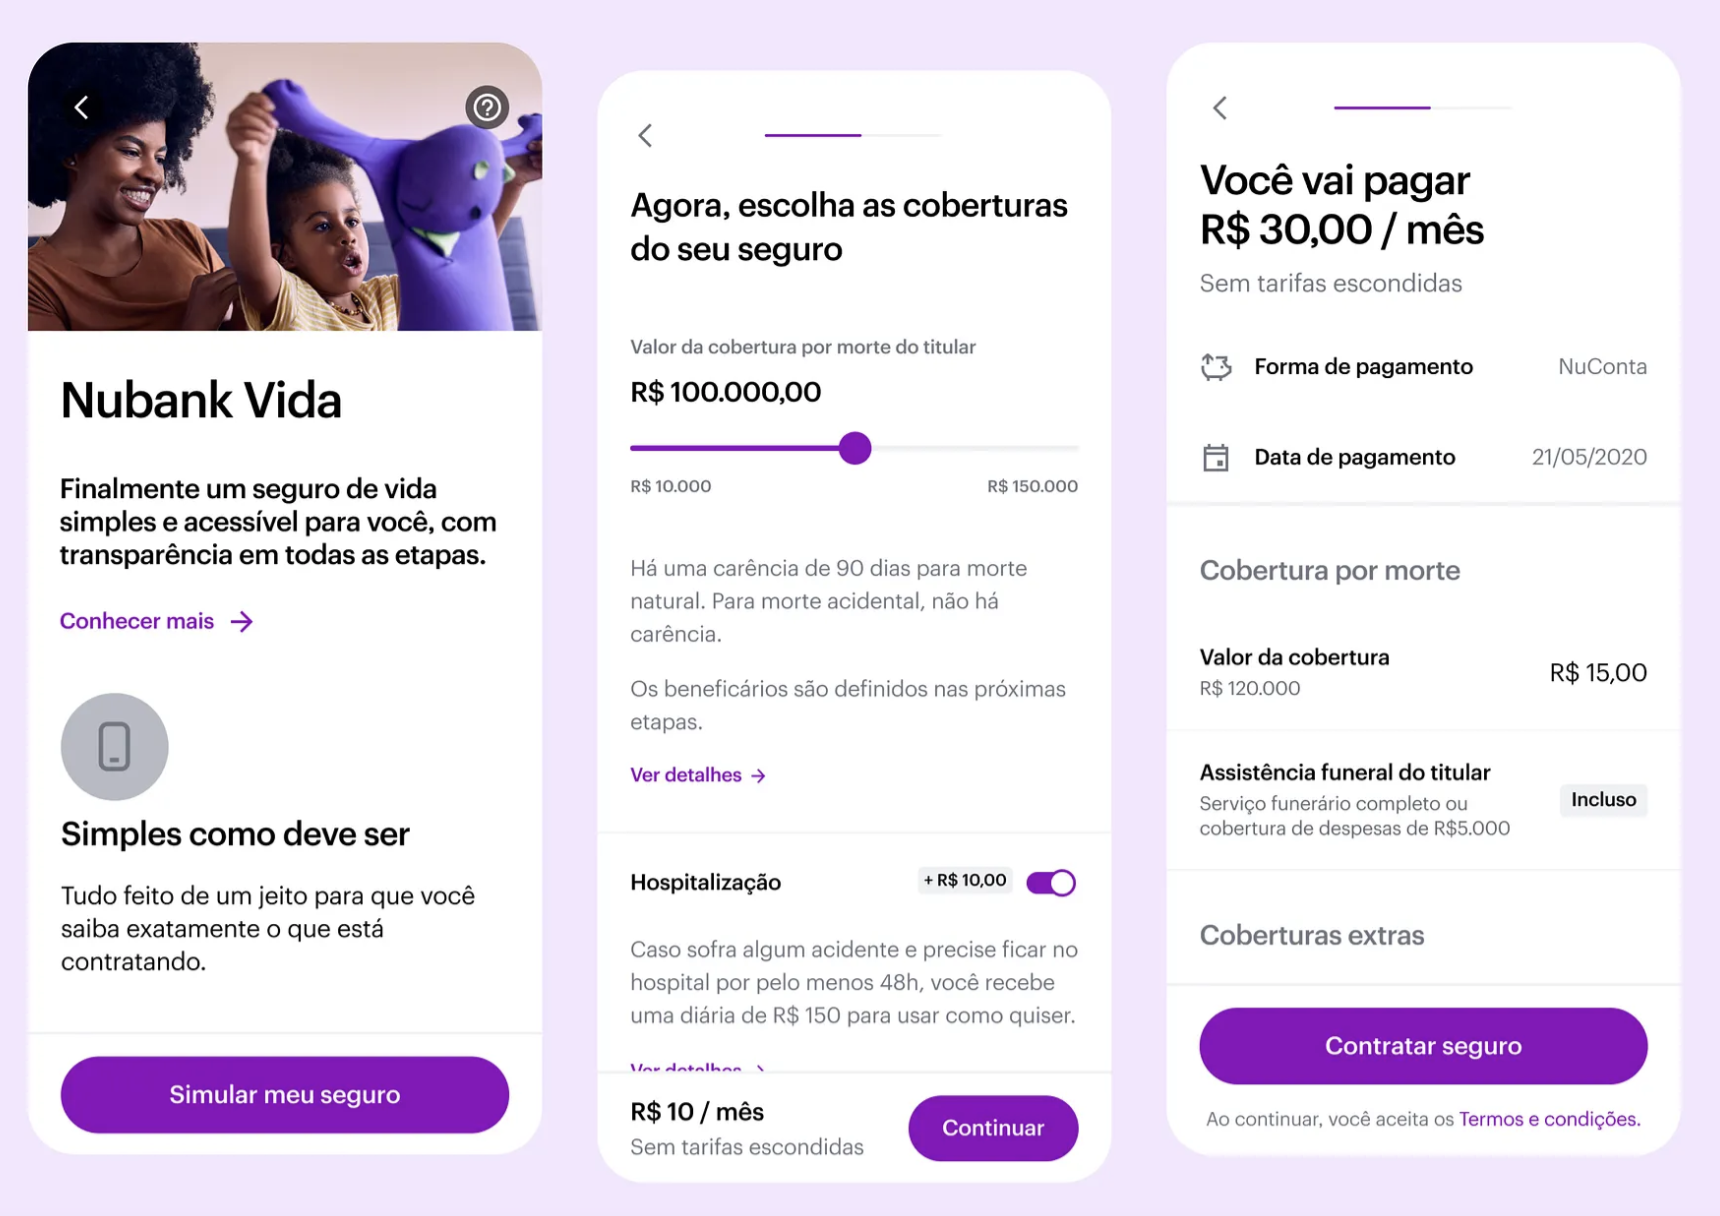 Nubank Vida
Finalmente um seguro de vida
simples e acessível para você, com
transparência em todas as etapas.
Conhecer mais →
Simples como deve ser
Tudo feito de um jeito para que você
saiba exatamente o que está
contratando.
Simular meu seguro
Agora, escolha as coberturas
do seu seguro
Valor da cobertura por morte do titular
R$ 100.000,00
R$ 10.000
R$ 150.000
Há uma carência de 90 dias para morte
natural. Para morte acidental, não há
carência.
Os beneficários são definidos nas próximas
etapas.
Ver detalhes →
Hospitalização
+ R$ 10,00
Caso sofra algum acidente e precise ficar no
hospital por pelo menos 48h, você recebe
uma diária de R$ 150 para usar como quiser.
Ver detalhes
R$ 10 / mês
Sem tarifas escondidas
Continuar
Você vai pagar
R$ 30,00 / mês
Sem tarifas escondidas
Forma de pagamento
NuConta
Data de pagamento
21/05/2020
Cobertura por morte
Valor da cobertura
R$ 120.000
R$ 15,00
Assistência funeral do titular
Serviço funerário completo ou
cobertura de despesas de R$5.000
Incluso
Coberturas extras
Contratar seguro
Ao continuar, você aceita os Termos e condições.